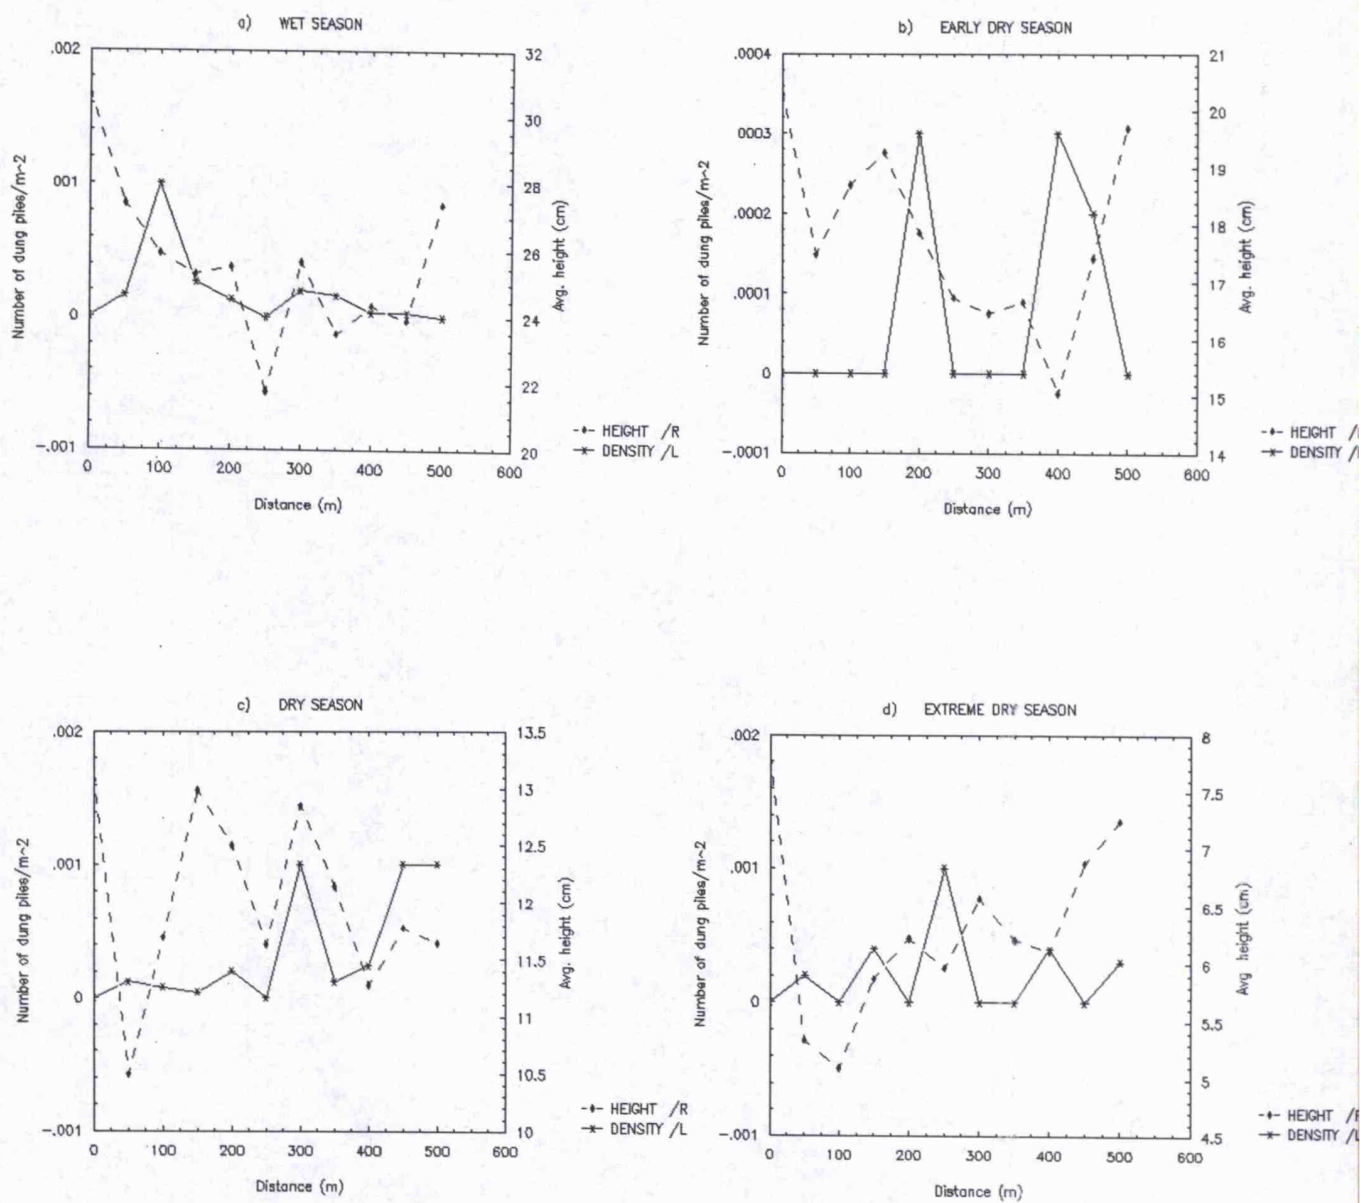 a) WET SEASON
.002
.001
0
-.001
Number of dung piles/m^2
32
30
28
26
24
22
20
Avg. height (cm)
0 100 200 300 400 500 600
Distance (m)
HEIGHT /R
DENSITY /L
b) EARLY DRY SEASON
.0004
.0003
.0002
.0001
0
-.0001
Number of dung piles/m^2
21
20
19
18
17
16
15
14
Avg. height (cm)
0 100 200 300 400 500 600
Distance (m)
HEIGHT /
DENSITY /
c) DRY SEASON
.002
.001
0
-.001
Number of dung piles/m^2
13.5
13
12.5
12
11.5
11
10.5
10
Avg. height (cm)
0 100 200 300 400 500 600
Distance (m)
HEIGHT /R
DENSITY /L
d) EXTREME DRY SEASON
.002
.001
0
-.001
Number of dung piles/m^2
8
7.5
7
6.5
6
5.5
5
4.5
Avg height (cm)
0 100 200 300 400 500 600
Distance (m)
HEIGHT /R
DENSITY /L